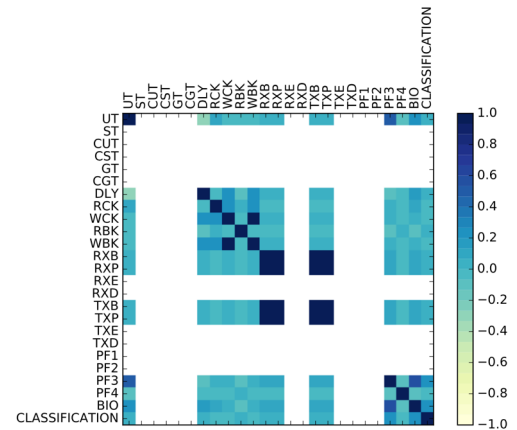 UT ST CUT CST GT CGT DLY RCK WCK RBK WBK RXB RXP RXE RXD TXB TXP TXE TXD PF1 PF2 PF3 PF4 BIO CLASSIFICATION
UT
ST
CUT
CST
GT
CGT
DLY
RCK
WCK
RBK
WBK
RXB
RXP
RXE
RXD
TXB
TXP
TXE
TXD
PF1
PF2
PF3
PF4
BIO
CLASSIFICATION
1.0
0.8
0.6
0.4
0.2
0.0
−0.2
−0.4
−0.6
−0.8
−1.0